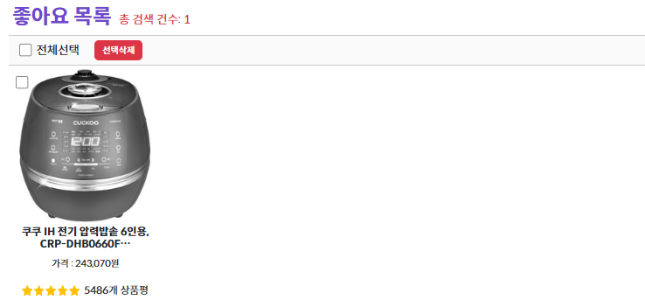 좋아요 목록 총 검색 건수: 1
전체선택 선택삭제
CUCKOO
쿠쿠 IH 전기 압력밥솥 6인용,
CRP-DHB0660F…
가격 : 243,070원
5486개 상품평